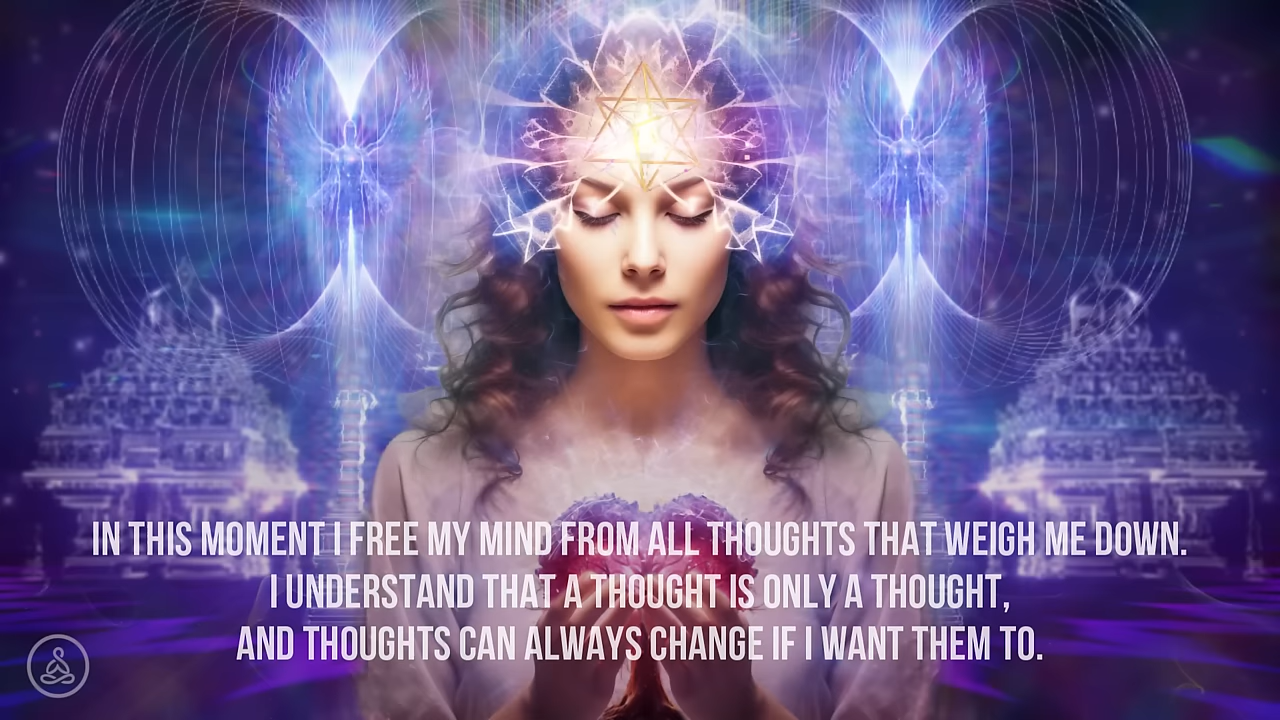 IN THIS MOMENT I FREE MY MIND FROM ALL THOUGHTS THAT WEIGH ME DOWN.
I UNDERSTAND THAT A THOUGHT IS ONLY A THOUGHT,
AND THOUGHTS CAN ALWAYS CHANGE IF I WANT THEM TO.